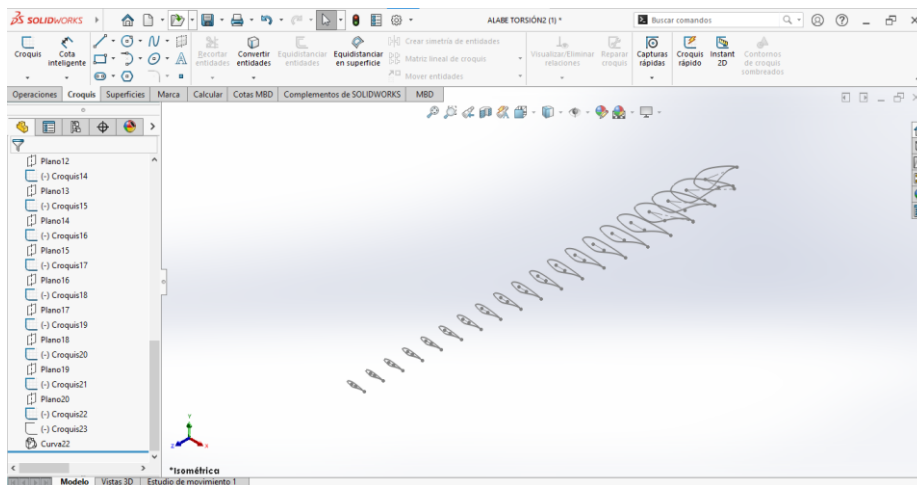 SOLIDWORKS
ALABE TORSIÓN2 (1) *
Buscar comandos
Croquis
Cota inteligente
Recortar entidades
Convertir entidades
Equidistanciar entidades
Equidistanciar en superficie
Crear simetría de entidades
Matriz lineal de croquis
Mover entidades
Visualizar/Eliminar relaciones
Reparar croquis
Capturas rápidas
Croquis rápido
Instant 2D
Contornos de croquis sombreados
Operaciones Croquis Superficies Marca Calcular Cotas MBD Complementos de SOLIDWORKS MBD
Plano12
(-) Croquis14
Plano13
(-) Croquis15
Plano14
(-) Croquis16
Plano15
(-) Croquis17
Plano16
(-) Croquis18
Plano17
(-) Croquis19
Plano18
(-) Croquis20
Plano19
(-) Croquis21
Plano20
(-) Croquis22
(-) Croquis23
Curva22
Y
Z
X
*Isométrica
Modelo Vistas 3D Estudio de movimiento 1